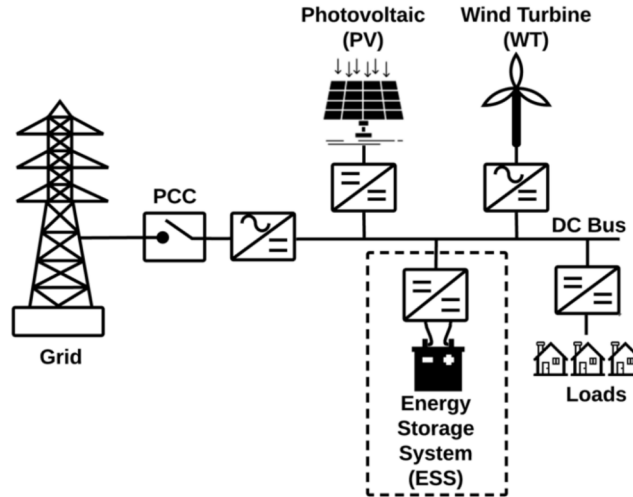 Photovoltaic
(PV)
Wind Turbine
(WT)
PCC
DC Bus
Grid
Loads
Energy
Storage
System
(ESS)